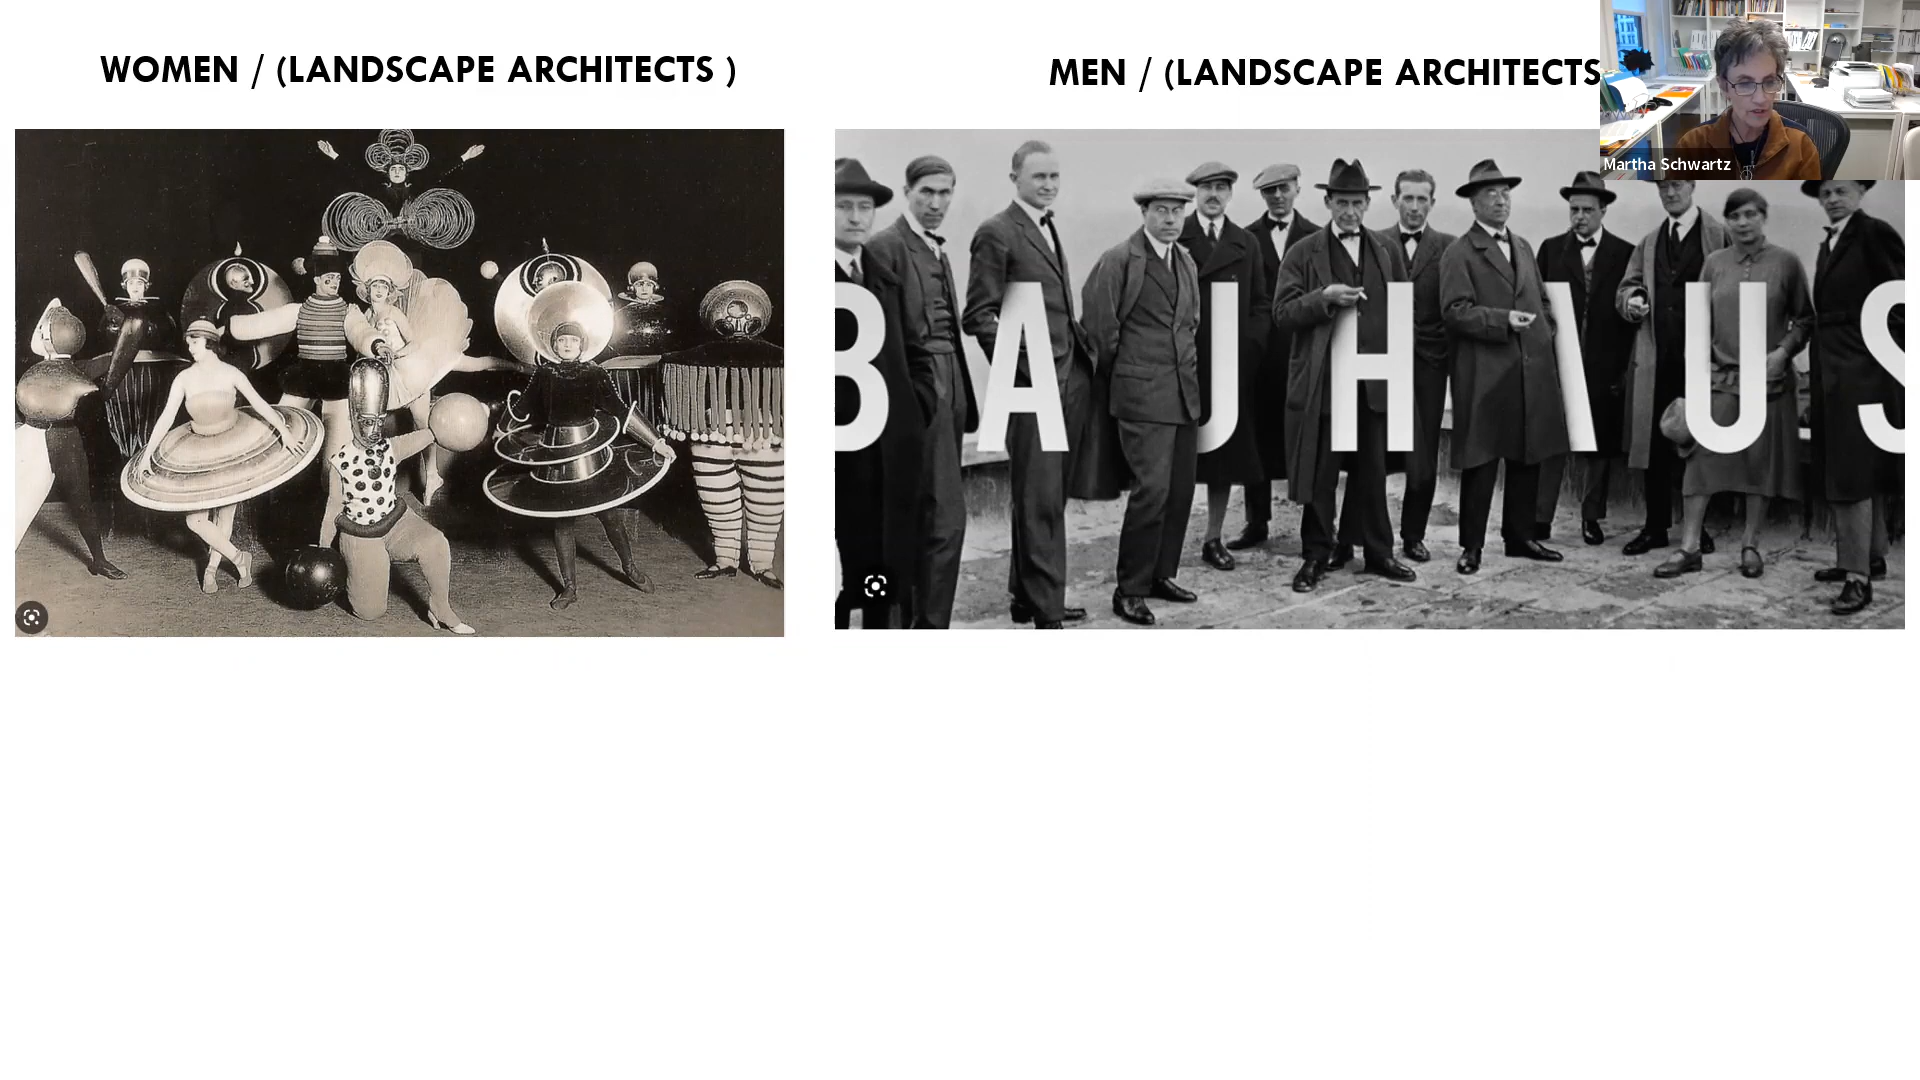 WOMEN / (LANDSCAPE ARCHITECTS )
MEN / (LANDSCAPE ARCHITECTS
Martha Schwartz
BAUHAUS